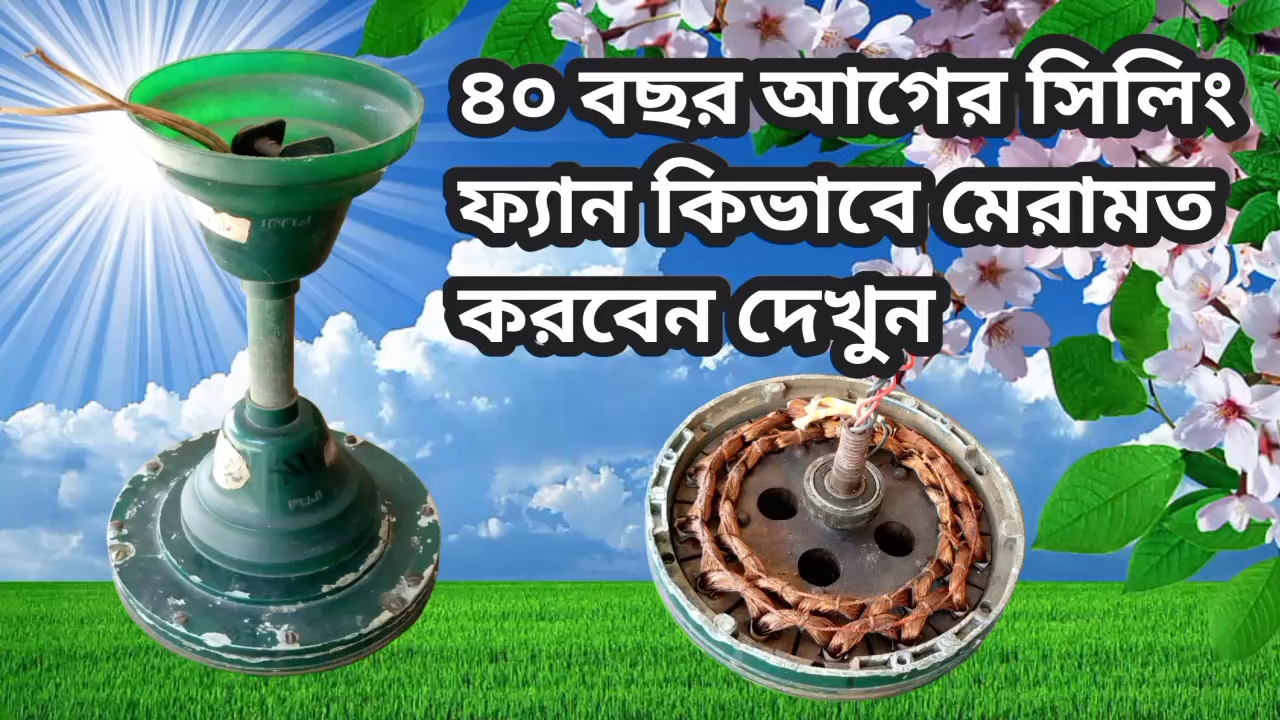 ৪০ বছর আগের সিলিং
ফ্যান কিভাবে মেরামত
করবেন দেখুন